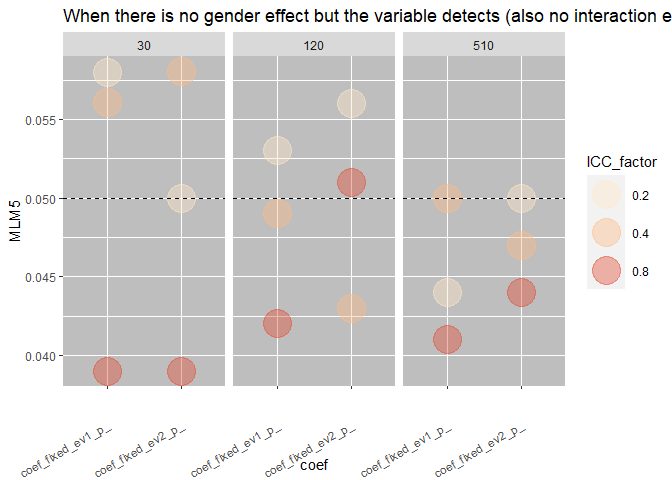 When there is no gender effect but the variable detects (also no interaction e
30 120 510
0.055
0.050
0.045
0.040
MLM5
coef_fixed_ev1_p_ coef_fixed_ev2_p_ coef_fixed_ev1_p_ coef_fixed_ev2_p_ coef_fixed_ev1_p_ coef_fixed_ev2_p_
coef
ICC_factor
0.2
0.4
0.8